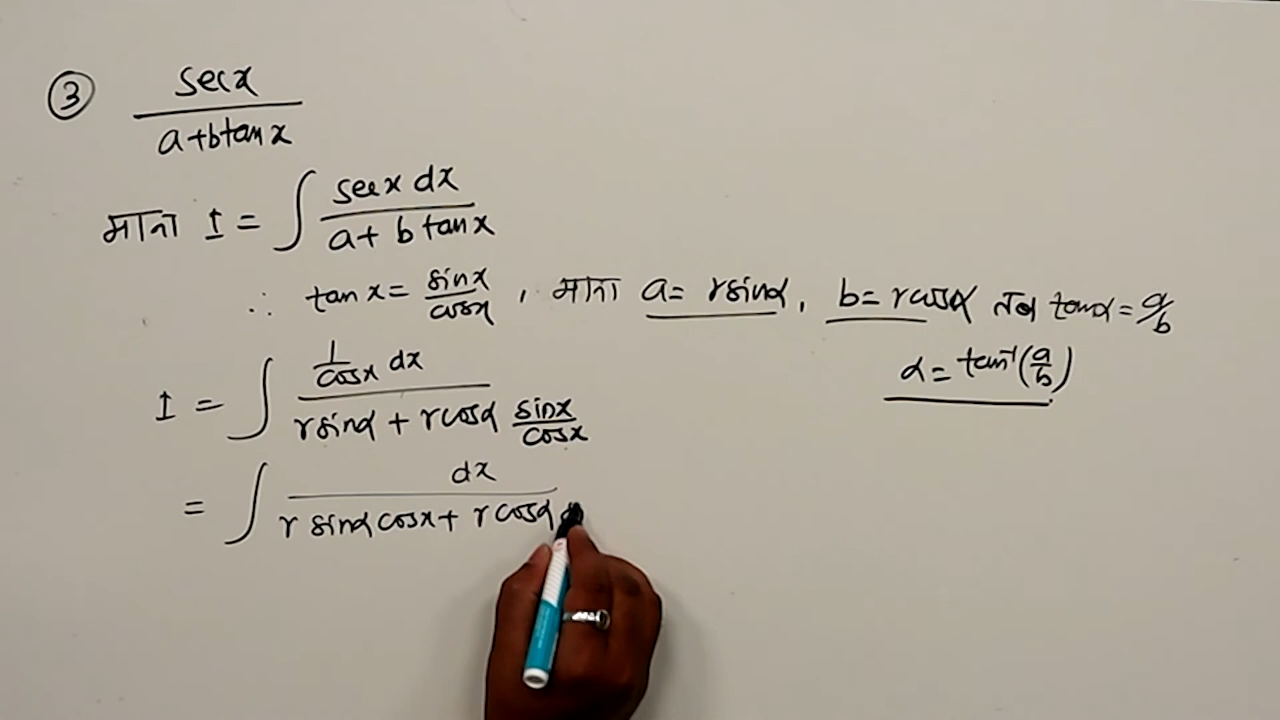 ③ secx / a+btanx
माना I = ∫ secx dx / a+ b tanx
∴ tanx = sinx/cosx , माना a= rsinα, b= rcosα तब tanα = a/b
α = tan⁻¹(a/b)
I = ∫ 1/cosx dx / rsinα + rcosα sinx/cosx
= ∫ dx / r sinα cosx + r cosα